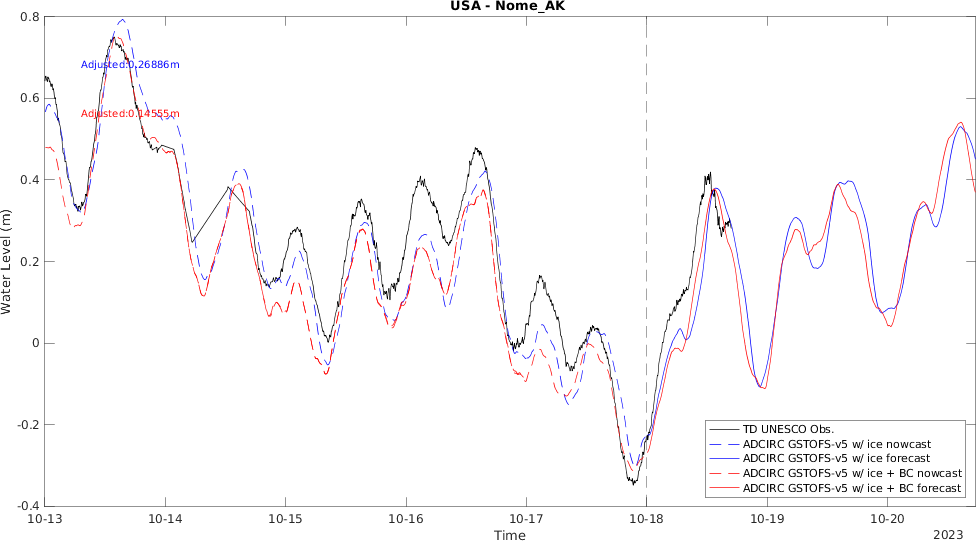 USA - Nome_AK
0.8
0.6
0.4
0.2
0
-0.2
-0.4
Water Level (m)
Adjusted:0.26886m
Adjusted:0.14555m
TD UNESCO Obs.
ADCIRC GSTOFS-v5 w/ ice nowcast
ADCIRC GSTOFS-v5 w/ ice forecast
ADCIRC GSTOFS-v5 w/ ice + BC nowcast
ADCIRC GSTOFS-v5 w/ ice + BC forecast
10-13 10-14 10-15 10-16 10-17 10-18 10-19 10-20
Time
2023